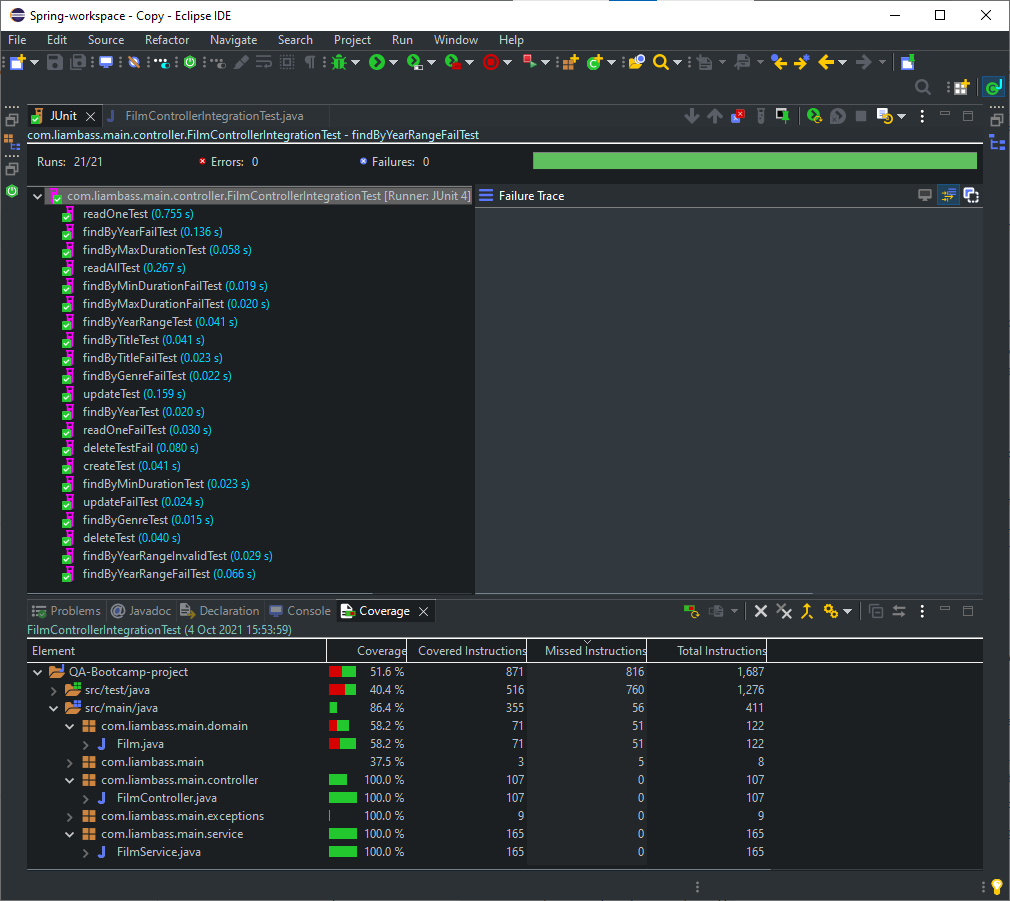 Spring-workspace - Copy - Eclipse IDE
File Edit Source Refactor Navigate Search Project Run Window Help
JUnit FilmControllerIntegrationTest.java
com.liambass.main.controller.FilmControllerIntegrationTest - findByYearRangeFailTest
Runs: 21/21 Errors: 0 Failures: 0
com.liambass.main.controller.FilmControllerIntegrationTest [Runner: JUnit 4] Failure Trace
readOneTest (0.755 s)
findByYearFailTest (0.136 s)
findByMaxDurationTest (0.058 s)
readAllTest (0.267 s)
findByMinDurationFailTest (0.019 s)
findByMaxDurationFailTest (0.020 s)
findByYearRangeTest (0.041 s)
findByTitleTest (0.041 s)
findByTitleFailTest (0.023 s)
findByGenreFailTest (0.022 s)
updateTest (0.159 s)
findByYearTest (0.020 s)
readOneFailTest (0.030 s)
deleteTestFail (0.080 s)
createTest (0.041 s)
findByMinDurationTest (0.023 s)
updateFailTest (0.024 s)
findByGenreTest (0.015 s)
deleteTest (0.040 s)
findByYearRangeInvalidTest (0.029 s)
findByYearRangeFailTest (0.066 s)
Problems Javadoc Declaration Console Coverage
FilmControllerIntegrationTest (4 Oct 2021 15:53:59)
Element Coverage Covered Instructions Missed Instructions Total Instructions
QA-Bootcamp-project 51.6 % 871 816 1,687
src/test/java 40.4 % 516 760 1,276
src/main/java 86.4 % 355 56 411
com.liambass.main.domain 58.2 % 71 51 122
Film.java 58.2 % 71 51 122
com.liambass.main 37.5 % 3 5 8
com.liambass.main.controller 100.0 % 107 0 107
FilmController.java 100.0 % 107 0 107
com.liambass.main.exceptions 100.0 % 9 0 9
com.liambass.main.service 100.0 % 165 0 165
FilmService.java 100.0 % 165 0 165